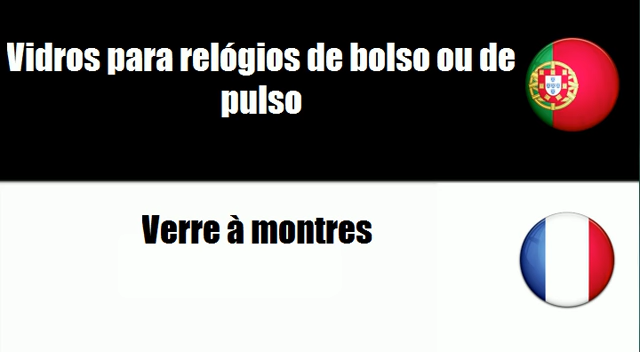 Vidros para relógios de bolso ou de
pulso
Verre à montres